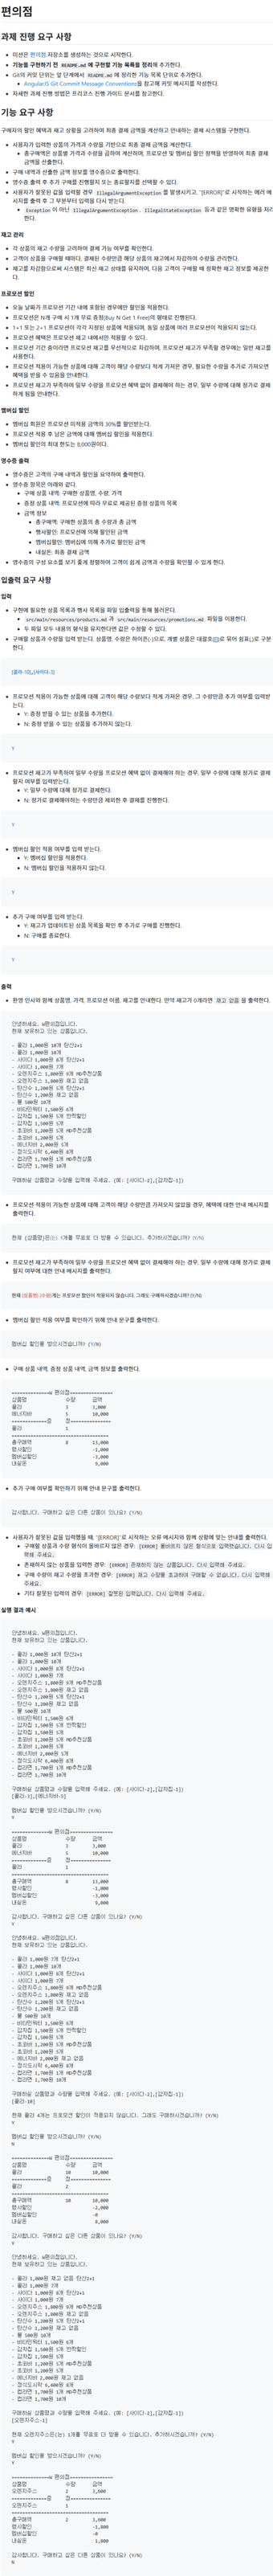 편의점
과제 진행 요구 사항
미션은 편의점 저장소를 생성하는 것으로 시작한다.
기능을 구현하기 전 README.md 에 구현할 기능 목록을 정리해 추가한다.
Git의 커밋 단위는 앞 단계에서 README.md 에 정리한 기능 목록 단위로 추가한다.
AngularJS Git Commit Message Conventions을 참고해 커밋 메시지를 작성한다.
자세한 과제 진행 방법은 프리코스 진행 가이드 문서를 참고한다.
기능 요구 사항
구매자의 할인 혜택과 재고 상황을 고려하여 최종 결제 금액을 계산하고 안내하는 결제 시스템을 구현한다.
사용자가 입력한 상품의 가격과 수량을 기반으로 최종 결제 금액을 계산한다.
총구매액은 상품별 가격과 수량을 곱하여 계산하며, 프로모션 및 멤버십 할인 정책을 반영하여 최종 결제
금액을 산출한다.
구매 내역과 산출한 금액 정보를 영수증으로 출력한다.
영수증 출력 후 추가 구매를 진행할지 또는 종료할지를 선택할 수 있다.
사용자가 잘못된 값을 입력할 경우 IllegalArgumentException 를 발생시키고, "[ERROR]"로 시작하는 에러 메
시지를 출력 후 그 부분부터 입력을 다시 받는다.
Exception 이 아닌 IllegalArgumentException , IllegalStateException 등과 같은 명확한 유형을 처리
한다.
재고 관리
각 상품의 재고 수량을 고려하여 결제 가능 여부를 확인한다.
고객이 상품을 구매할 때마다, 결제된 수량만큼 해당 상품의 재고에서 차감하여 수량을 관리한다.
재고를 차감함으로써 시스템은 최신 재고 상태를 유지하며, 다음 고객이 구매할 때 정확한 재고 정보를 제공한
다.
프로모션 할인
오늘 날짜가 프로모션 기간 내에 포함된 경우에만 할인을 적용한다.
프로모션은 N개 구매 시 1개 무료 증정(Buy N Get 1 Free)의 형태로 진행된다.
1+1 또는 2+1 프로모션이 각각 지정된 상품에 적용되며, 동일 상품에 여러 프로모션이 적용되지 않는다.
프로모션 혜택은 프로모션 재고 내에서만 적용할 수 있다.
프로모션 기간 중이라면 프로모션 재고를 우선적으로 차감하며, 프로모션 재고가 부족할 경우에는 일반 재고를
사용한다.
프로모션 적용이 가능한 상품에 대해 고객이 해당 수량보다 적게 가져온 경우, 필요한 수량을 추가로 가져오면
혜택을 받을 수 있음을 안내한다.
프로모션 재고가 부족하여 일부 수량을 프로모션 혜택 없이 결제해야 하는 경우, 일부 수량에 대해 정가로 결제
하게 됨을 안내한다.
멤버십 할인
멤버십 회원은 프로모션 미적용 금액의 30%를 할인받는다.
프로모션 적용 후 남은 금액에 대해 멤버십 할인을 적용한다.
멤버십 할인의 최대 한도는 8,000원이다.
영수증 출력
영수증은 고객의 구매 내역과 할인을 요약하여 출력한다.
영수증 항목은 아래와 같다.
구매 상품 내역: 구매한 상품명, 수량, 가격
증정 상품 내역: 프로모션에 따라 무료로 제공된 증정 상품의 목록
금액 정보
총구매액: 구매한 상품의 총 수량과 총 금액
행사할인: 프로모션에 의해 할인된 금액
멤버십할인: 멤버십에 의해 추가로 할인된 금액
내실돈: 최종 결제 금액
영수증의 구성 요소를 보기 좋게 정렬하여 고객이 쉽게 금액과 수량을 확인할 수 있게 한다.
입출력 요구 사항
입력
구현에 필요한 상품 목록과 행사 목록을 파일 입출력을 통해 불러온다.
src/main/resources/products.md 과 src/main/resources/promotions.md 파일을 이용한다.
두 파일 모두 내용의 형식을 유지한다면 값은 수정할 수 있다.
구매할 상품과 수량을 입력 받는다. 상품명, 수량은 하이픈(-)으로, 개별 상품은 대괄호([])로 묶어 쉼표(,)로 구분
한다.
[콜라-10],[사이다-3]
프로모션 적용이 가능한 상품에 대해 고객이 해당 수량보다 적게 가져온 경우, 그 수량만큼 추가 여부를 입력받는
다.
Y: 증정 받을 수 있는 상품을 추가한다.
N: 증정 받을 수 있는 상품을 추가하지 않는다.
Y
프로모션 재고가 부족하여 일부 수량을 프로모션 혜택 없이 결제해야 하는 경우, 일부 수량에 대해 정가로 결제
할지 여부를 입력받는다.
Y: 일부 수량에 대해 정가로 결제한다.
N: 정가로 결제해야하는 수량만큼 제외한 후 결제를 진행한다.
Y
멤버십 할인 적용 여부를 입력 받는다.
Y: 멤버십 할인을 적용한다.
N: 멤버십 할인을 적용하지 않는다.
Y
추가 구매 여부를 입력 받는다.
Y: 재고가 업데이트된 상품 목록을 확인 후 추가로 구매를 진행한다.
N: 구매를 종료한다.
Y
출력
환영 인사와 함께 상품명, 가격, 프로모션 이름, 재고를 안내한다. 만약 재고가 0개라면 재고 없음 을 출력한다.
안녕하세요. W편의점입니다.
현재 보유하고 있는 상품입니다.
- 콜라 1,000원 10개 탄산2+1
- 콜라 1,000원 10개
- 사이다 1,000원 8개 탄산2+1
- 사이다 1,000원 7개
- 오렌지주스 1,800원 9개 MD추천상품
- 오렌지주스 1,800원 재고 없음
- 탄산수 1,200원 5개 탄산2+1
- 탄산수 1,200원 재고 없음
- 물 500원 10개
- 비타민워터 1,500원 6개
- 감자칩 1,500원 5개 반짝할인
- 감자칩 1,500원 5개
- 초코바 1,200원 5개 MD추천상품
- 초코바 1,200원 5개
- 에너지바 2,000원 5개
- 정식도시락 6,400원 8개
- 컵라면 1,700원 1개 MD추천상품
- 컵라면 1,700원 10개
구매하실 상품명과 수량을 입력해 주세요. (예: [사이다-2],[감자칩-1])
프로모션 적용이 가능한 상품에 대해 고객이 해당 수량만큼 가져오지 않았을 경우, 혜택에 대한 안내 메시지를
출력한다.
현재 {상품명}은(는) 1개를 무료로 더 받을 수 있습니다. 추가하시겠습니까? (Y/N)
프로모션 재고가 부족하여 일부 수량을 프로모션 혜택 없이 결제해야 하는 경우, 일부 수량에 대해 정가로 결제
할지 여부에 대한 안내 메시지를 출력한다.
현재 {상품명} {수량}개는 프로모션 할인이 적용되지 않습니다. 그래도 구매하시겠습니까? (Y/N)
멤버십 할인 적용 여부를 확인하기 위해 안내 문구를 출력한다.
멤버십 할인을 받으시겠습니까? (Y/N)
구매 상품 내역, 증정 상품 내역, 금액 정보를 출력한다.
==============W 편의점================
상품명 수량 금액
콜라 3 3,000
에너지바 5 10,000
=============증 정===============
콜라 1
====================================
총구매액 8 13,000
행사할인 -1,000
멤버십할인 -3,000
내실돈 9,000
추가 구매 여부를 확인하기 위해 안내 문구를 출력한다.
감사합니다. 구매하고 싶은 다른 상품이 있나요? (Y/N)
사용자가 잘못된 값을 입력했을 때, "[ERROR]"로 시작하는 오류 메시지와 함께 상황에 맞는 안내를 출력한다.
구매할 상품과 수량 형식이 올바르지 않은 경우: [ERROR] 올바르지 않은 형식으로 입력했습니다. 다시 입
력해 주세요.
존재하지 않는 상품을 입력한 경우: [ERROR] 존재하지 않는 상품입니다. 다시 입력해 주세요.
구매 수량이 재고 수량을 초과한 경우: [ERROR] 재고 수량을 초과하여 구매할 수 없습니다. 다시 입력해
주세요.
기타 잘못된 입력의 경우: [ERROR] 잘못된 입력입니다. 다시 입력해 주세요.
실행 결과 예시
안녕하세요. W편의점입니다.
현재 보유하고 있는 상품입니다.
- 콜라 1,000원 10개 탄산2+1
- 콜라 1,000원 10개
- 사이다 1,000원 8개 탄산2+1
- 사이다 1,000원 7개
- 오렌지주스 1,800원 9개 MD추천상품
- 오렌지주스 1,800원 재고 없음
- 탄산수 1,200원 5개 탄산2+1
- 탄산수 1,200원 재고 없음
- 물 500원 10개
- 비타민워터 1,500원 6개
- 감자칩 1,500원 5개 반짝할인
- 감자칩 1,500원 5개
- 초코바 1,200원 5개 MD추천상품
- 초코바 1,200원 5개
- 에너지바 2,000원 5개
- 정식도시락 6,400원 8개
- 컵라면 1,700원 1개 MD추천상품
- 컵라면 1,700원 10개
구매하실 상품명과 수량을 입력해 주세요. (예: [사이다-2],[감자칩-1])
[콜라-3],[에너지바-5]
멤버십 할인을 받으시겠습니까? (Y/N)
Y
==============W 편의점================
상품명 수량 금액
콜라 3 3,000
에너지바 5 10,000
=============증 정===============
콜라 1
====================================
총구매액 8 13,000
행사할인 -1,000
멤버십할인 -3,000
내실돈 9,000
감사합니다. 구매하고 싶은 다른 상품이 있나요? (Y/N)
Y
안녕하세요. W편의점입니다.
현재 보유하고 있는 상품입니다.
- 콜라 1,000원 7개 탄산2+1
- 콜라 1,000원 10개
- 사이다 1,000원 8개 탄산2+1
- 사이다 1,000원 7개
- 오렌지주스 1,800원 9개 MD추천상품
- 오렌지주스 1,800원 재고 없음
- 탄산수 1,200원 5개 탄산2+1
- 탄산수 1,200원 재고 없음
- 물 500원 10개
- 비타민워터 1,500원 6개
- 감자칩 1,500원 5개 반짝할인
- 감자칩 1,500원 5개
- 초코바 1,200원 5개 MD추천상품
- 초코바 1,200원 5개
- 에너지바 2,000원 재고 없음
- 정식도시락 6,400원 8개
- 컵라면 1,700원 1개 MD추천상품
- 컵라면 1,700원 10개
구매하실 상품명과 수량을 입력해 주세요. (예: [사이다-2],[감자칩-1])
[콜라-10]
현재 콜라 4개는 프로모션 할인이 적용되지 않습니다. 그래도 구매하시겠습니까? (Y/N)
Y
멤버십 할인을 받으시겠습니까? (Y/N)
N
==============W 편의점================
상품명 수량 금액
콜라 10 10,000
=============증 정===============
콜라 2
====================================
총구매액 10 10,000
행사할인 -2,000
멤버십할인 -0
내실돈 8,000
감사합니다. 구매하고 싶은 다른 상품이 있나요? (Y/N)
Y
안녕하세요. W편의점입니다.
현재 보유하고 있는 상품입니다.
- 콜라 1,000원 재고 없음 탄산2+1
- 콜라 1,000원 7개
- 사이다 1,000원 8개 탄산2+1
- 사이다 1,000원 7개
- 오렌지주스 1,800원 9개 MD추천상품
- 오렌지주스 1,800원 재고 없음
- 탄산수 1,200원 5개 탄산2+1
- 탄산수 1,200원 재고 없음
- 물 500원 10개
- 비타민워터 1,500원 6개
- 감자칩 1,500원 5개 반짝할인
- 감자칩 1,500원 5개
- 초코바 1,200원 5개 MD추천상품
- 초코바 1,200원 5개
- 에너지바 2,000원 재고 없음
- 정식도시락 6,400원 8개
- 컵라면 1,700원 1개 MD추천상품
- 컵라면 1,700원 10개
구매하실 상품명과 수량을 입력해 주세요. (예: [사이다-2],[감자칩-1])
[오렌지주스-1]
현재 오렌지주스은(는) 1개를 무료로 더 받을 수 있습니다. 추가하시겠습니까? (Y/N)
Y
멤버십 할인을 받으시겠습니까? (Y/N)
Y
==============W 편의점================
상품명 수량 금액
오렌지주스 2 3,600
=============증 정===============
오렌지주스 1
====================================
총구매액 2 3,600
행사할인 -1,800
멤버십할인 -0
내실돈 1,800
감사합니다. 구매하고 싶은 다른 상품이 있나요? (Y/N)
N